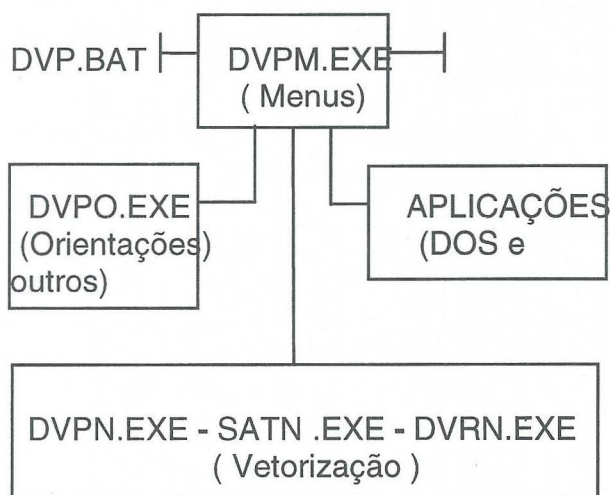 DVP.BAT
DVPM.EXE
( Menus)
DVPO.EXE
(Orientações)
outros)
APLICAÇÕES
(DOS e
DVPN.EXE - SATN .EXE - DVRN.EXE
( Vetorização )